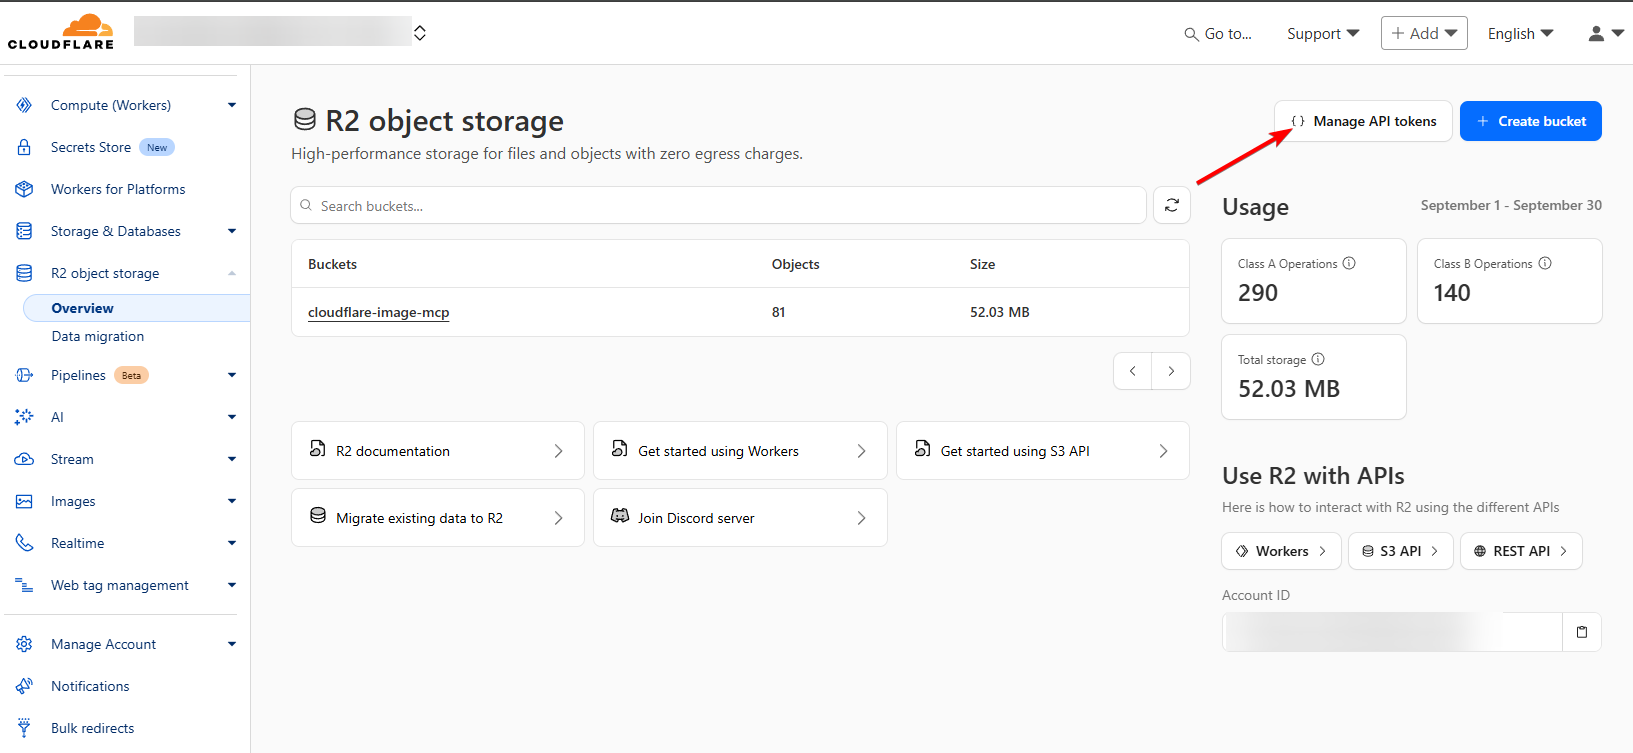 CLOUDFLARE
Go to...
Support
+ Add
English
Compute (Workers)
Secrets Store New
Workers for Platforms
Storage & Databases
R2 object storage
Overview
Data migration
Pipelines Beta
AI
Stream
Images
Realtime
Web tag management
Manage Account
Notifications
Bulk redirects
R2 object storage
High-performance storage for files and objects with zero egress charges.
{ } Manage API tokens
+ Create bucket
Search buckets...
Buckets Objects Size
cloudflare-image-mcp 81 52.03 MB
R2 documentation
Get started using Workers
Get started using S3 API
Migrate existing data to R2
Join Discord server
Usage September 1 - September 30
Class A Operations
290
Class B Operations
140
Total storage
52.03 MB
Use R2 with APIs
Here is how to interact with R2 using the different APIs
Workers
S3 API
REST API
Account ID